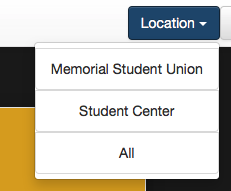 Location
Memorial Student Union
Student Center
All